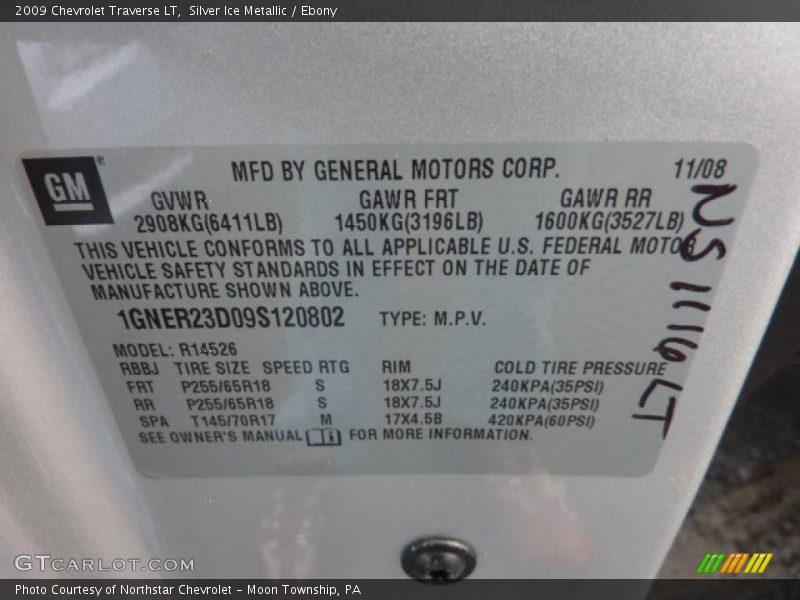 2009 Chevrolet Traverse LT, Silver Ice Metallic / Ebony
GM
MFD BY GENERAL MOTORS CORP. 11/08
GVWR GAWR FRT GAWR RR
2908KG(6411LB) 1450KG(3196LB) 1600KG(3527LB)
THIS VEHICLE CONFORMS TO ALL APPLICABLE U.S. FEDERAL MOTOR
VEHICLE SAFETY STANDARDS IN EFFECT ON THE DATE OF
MANUFACTURE SHOWN ABOVE.
1GNER23D09S120802 TYPE: M.P.V.
MODEL: R14526
RBBJ TIRE SIZE SPEED RTG RIM COLD TIRE PRESSURE
FRT P255/65R18 S 18X7.5J 240KPA(35PSI)
RR P255/65R18 S 18X7.5J 240KPA(35PSI)
SPA T145/70R17 M 17X4.5B 420KPA(60PSI)
SEE OWNER'S MANUAL FOR MORE INFORMATION.
NS 1116 LT
GTCARLOT.COM
Photo Courtesy of Northstar Chevrolet - Moon Township, PA